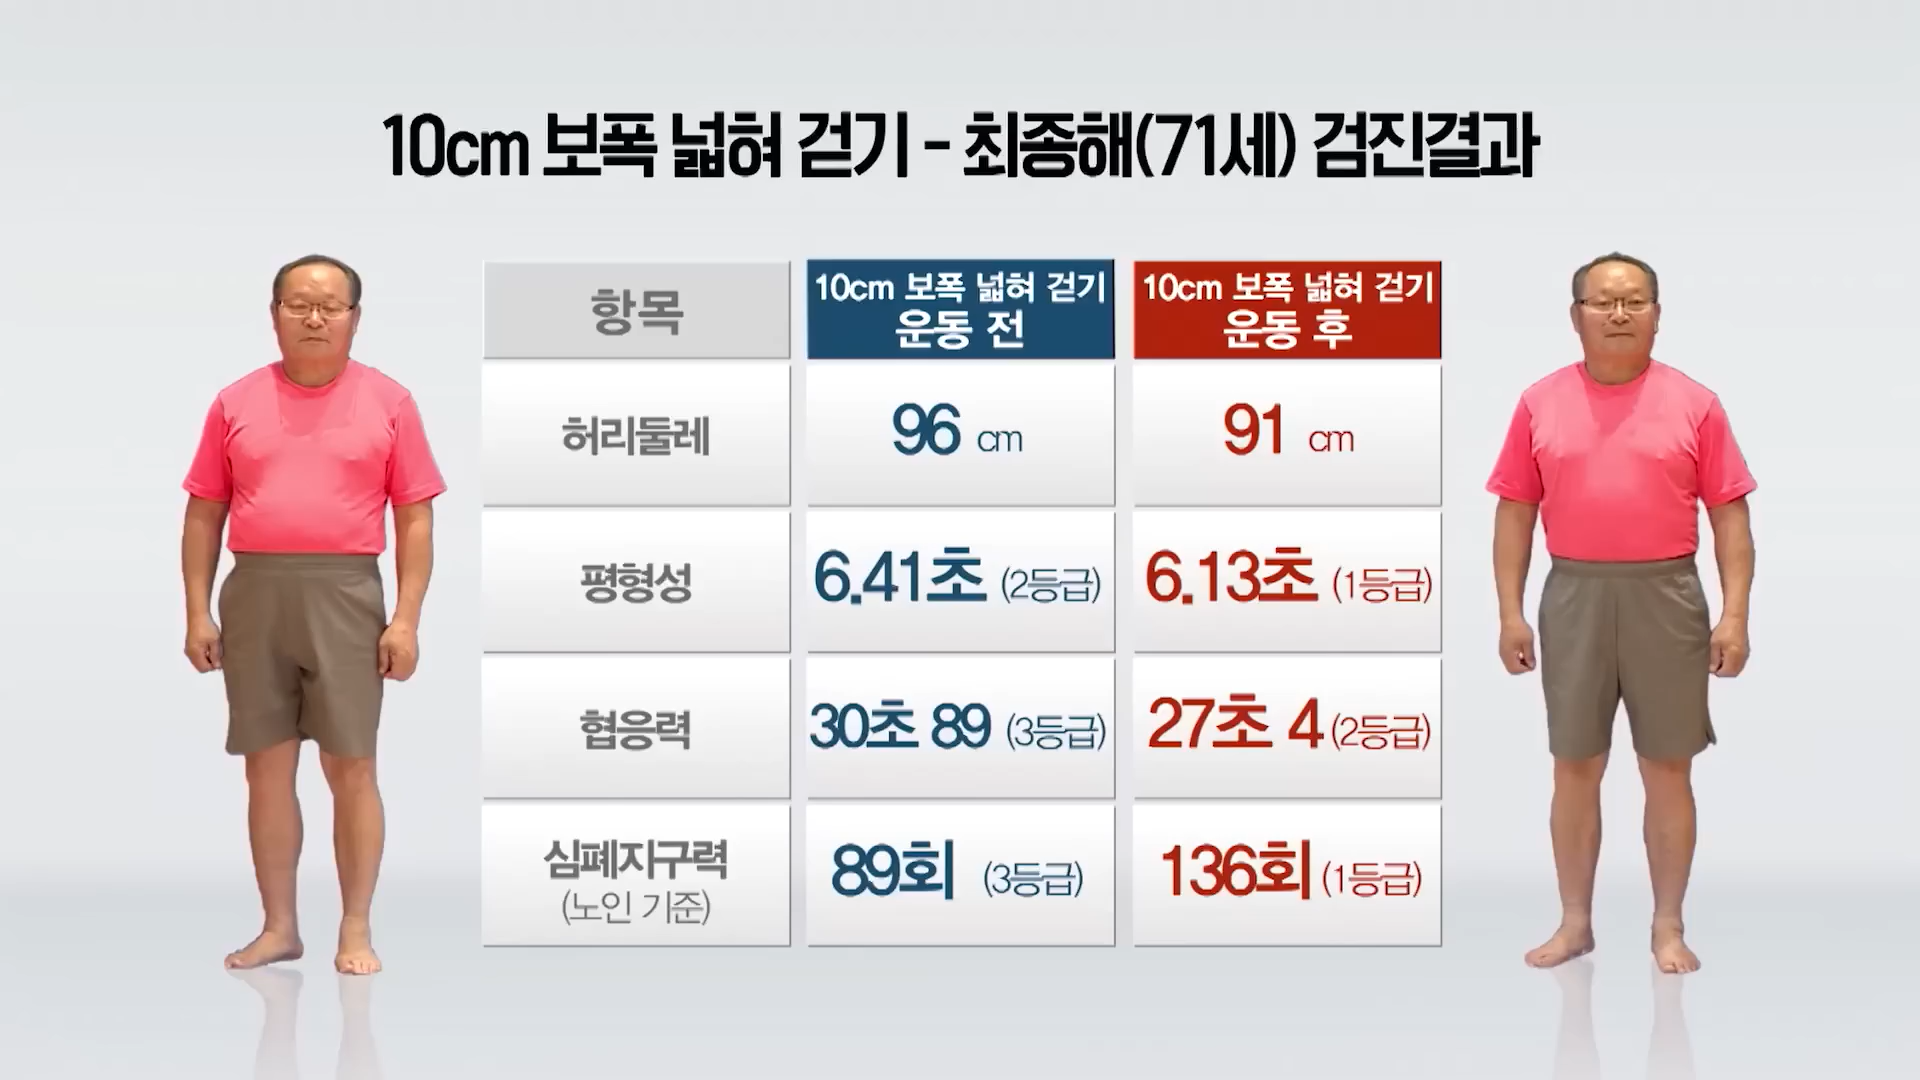 10cm 보폭 넓혀 걷기 - 최종해(71세) 검진결과
항목
10cm 보폭 넓혀 걷기
운동 전
10cm 보폭 넓혀 걷기
운동 후
허리둘레
96 cm
91 cm
평형성
6.41초 (2등급)
6.13초 (1등급)
협응력
30초 89 (3등급)
27초 4 (2등급)
심폐지구력
(노인 기준)
89회 (3등급)
136회 (1등급)